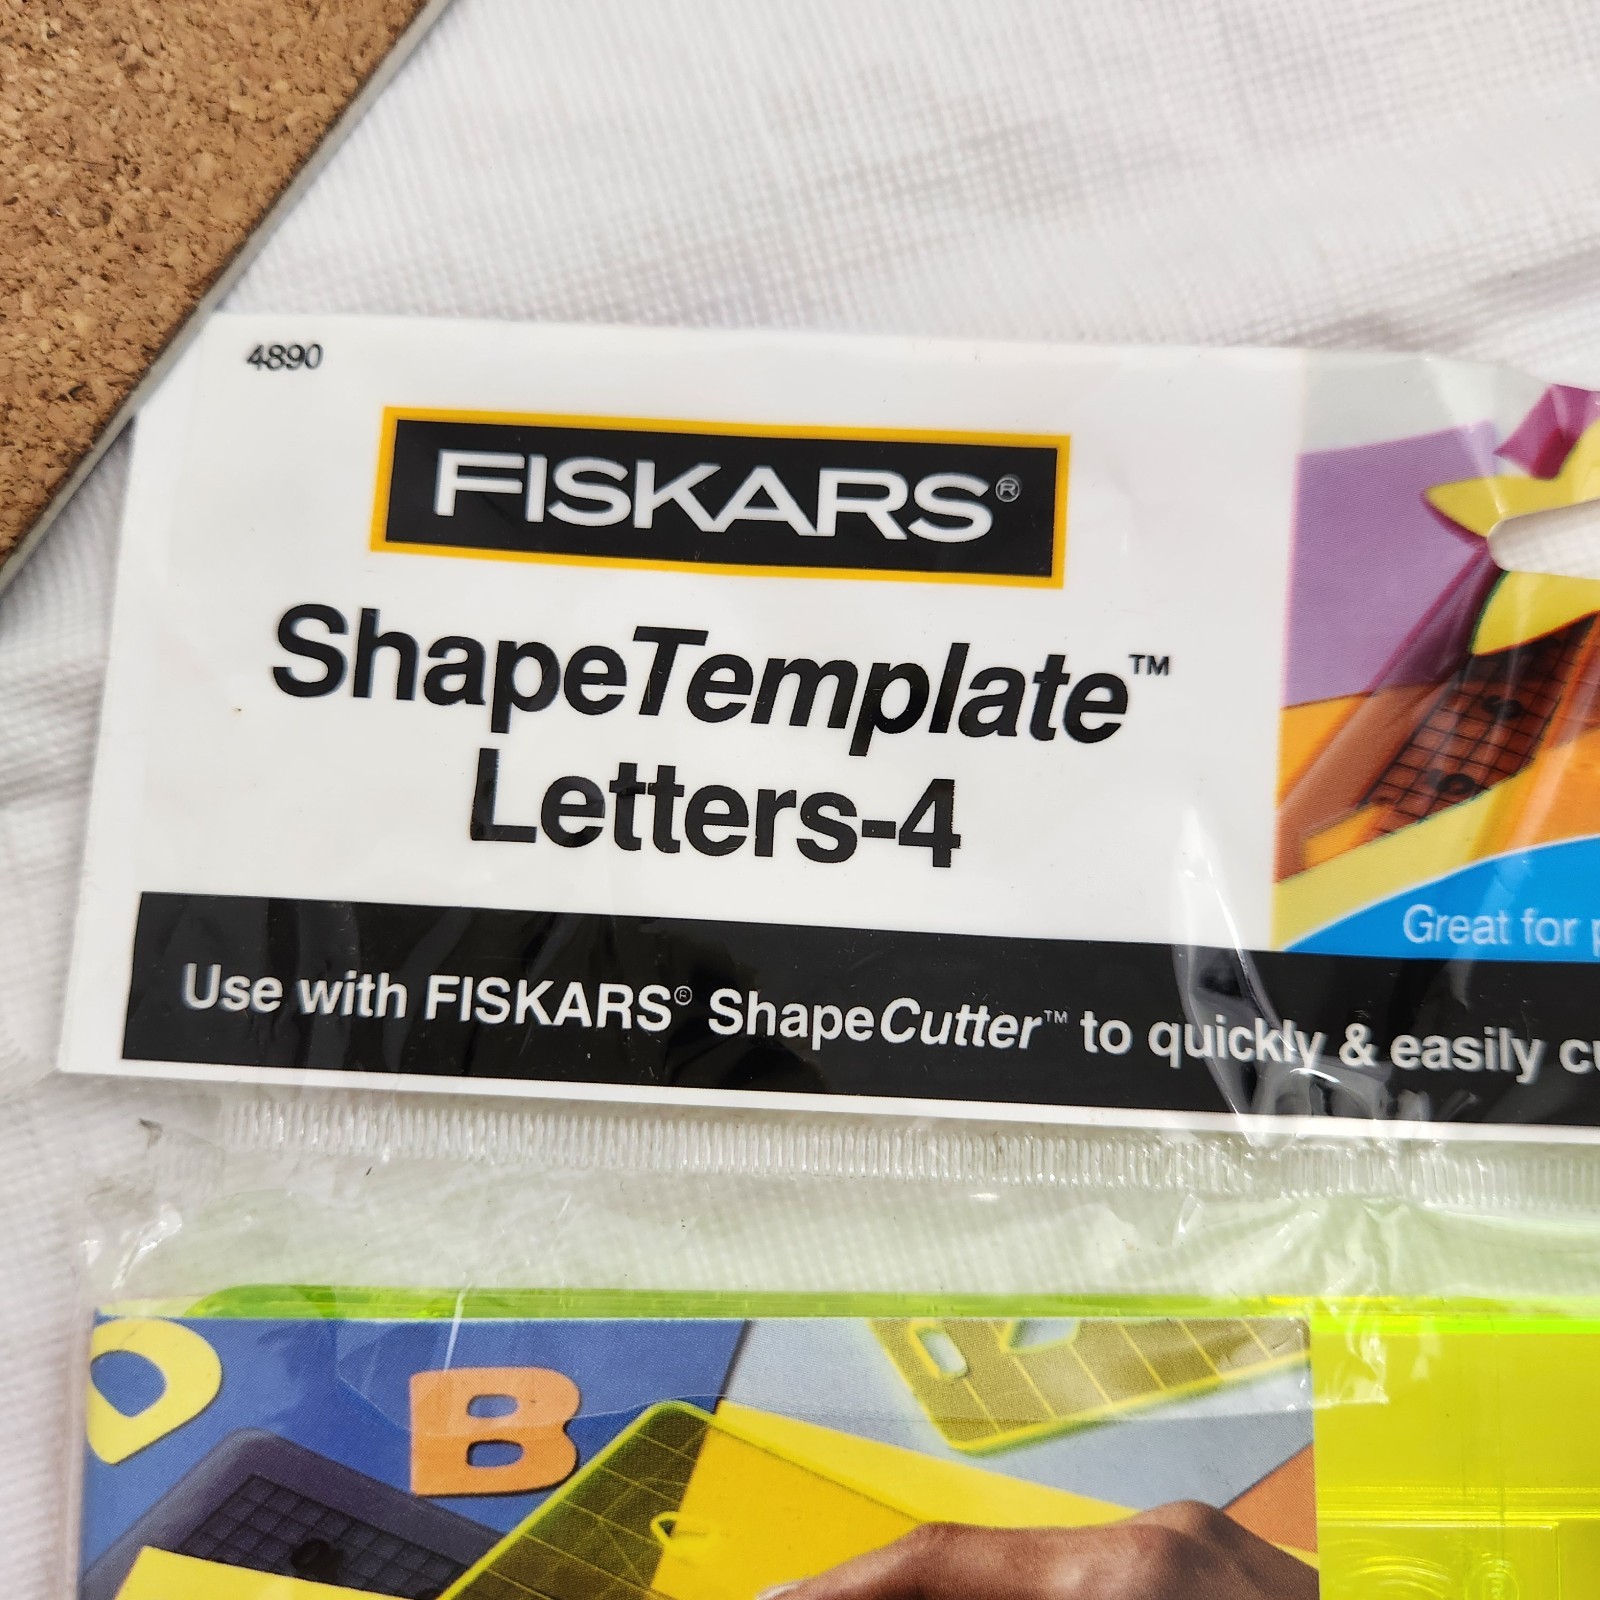 4890
FISKARS®
ShapeTemplate™
Letters-4
Great for
Use with FISKARS® ShapeCutter™ to quickly & easily
B